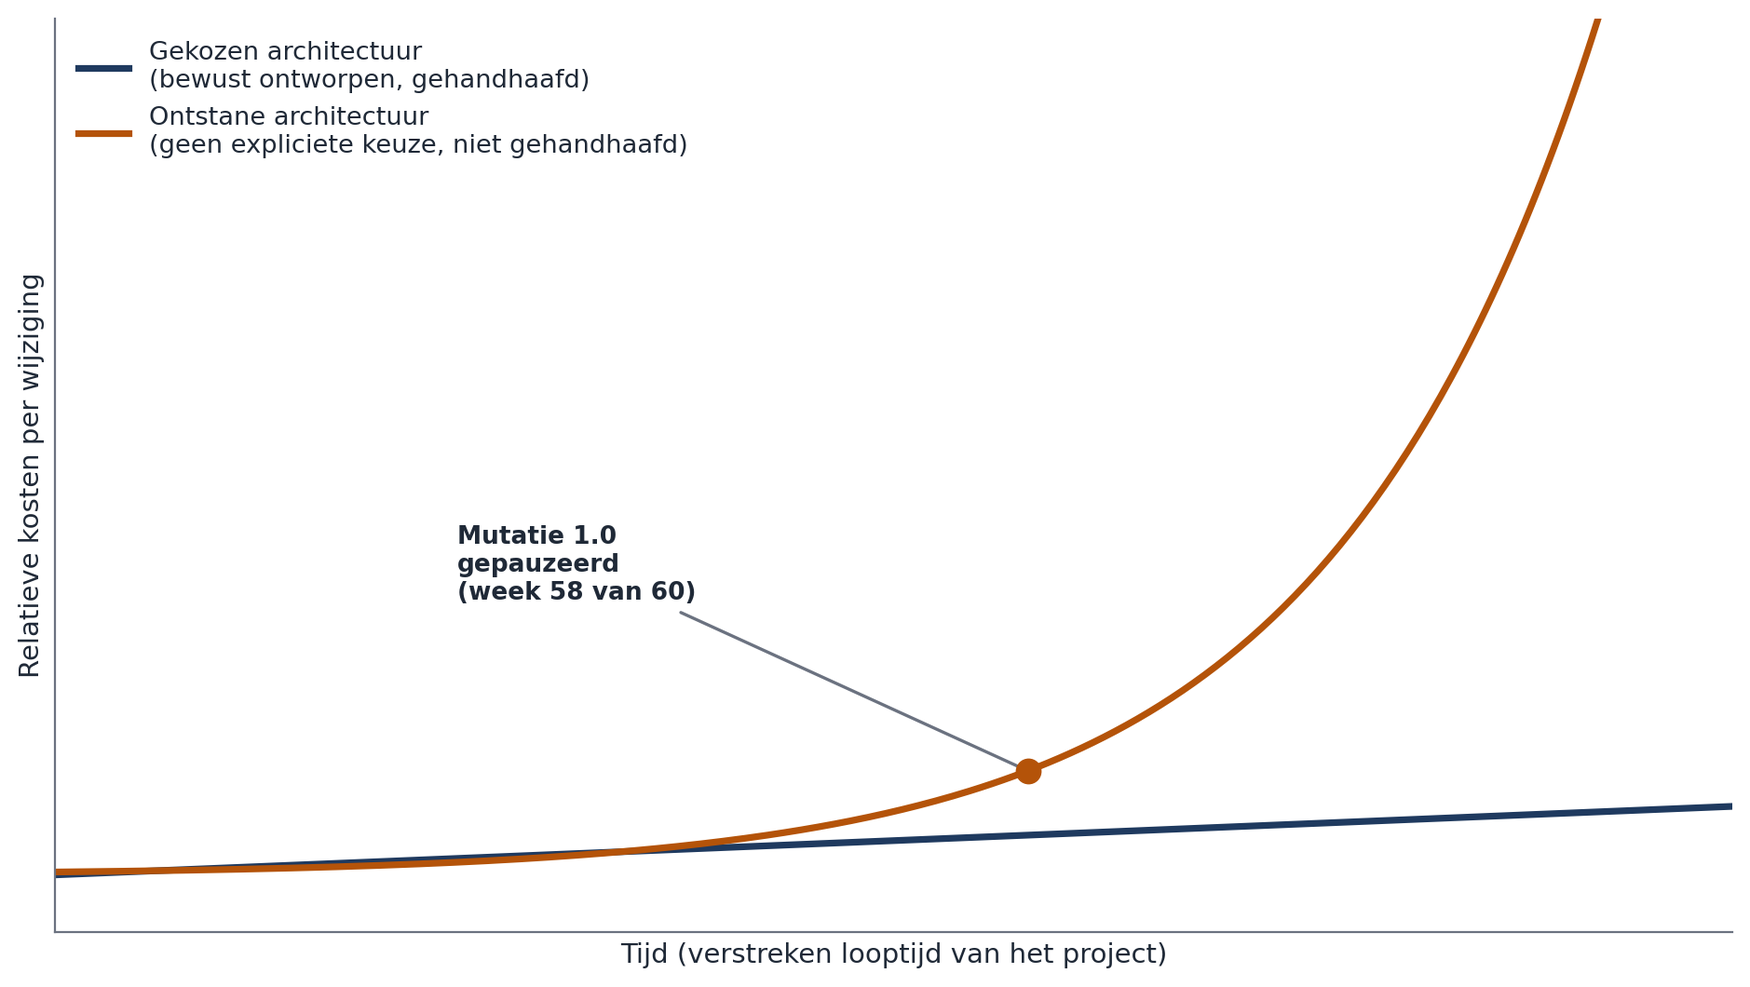 Gekozen architectuur
(bewust ontworpen, gehandhaafd)
Ontstane architectuur
(geen expliciete keuze, niet gehandhaafd)
Relatieve kosten per wijziging
Mutatie 1.0
gepauzeerd
(week 58 van 60)
Tijd (verstreken looptijd van het project)